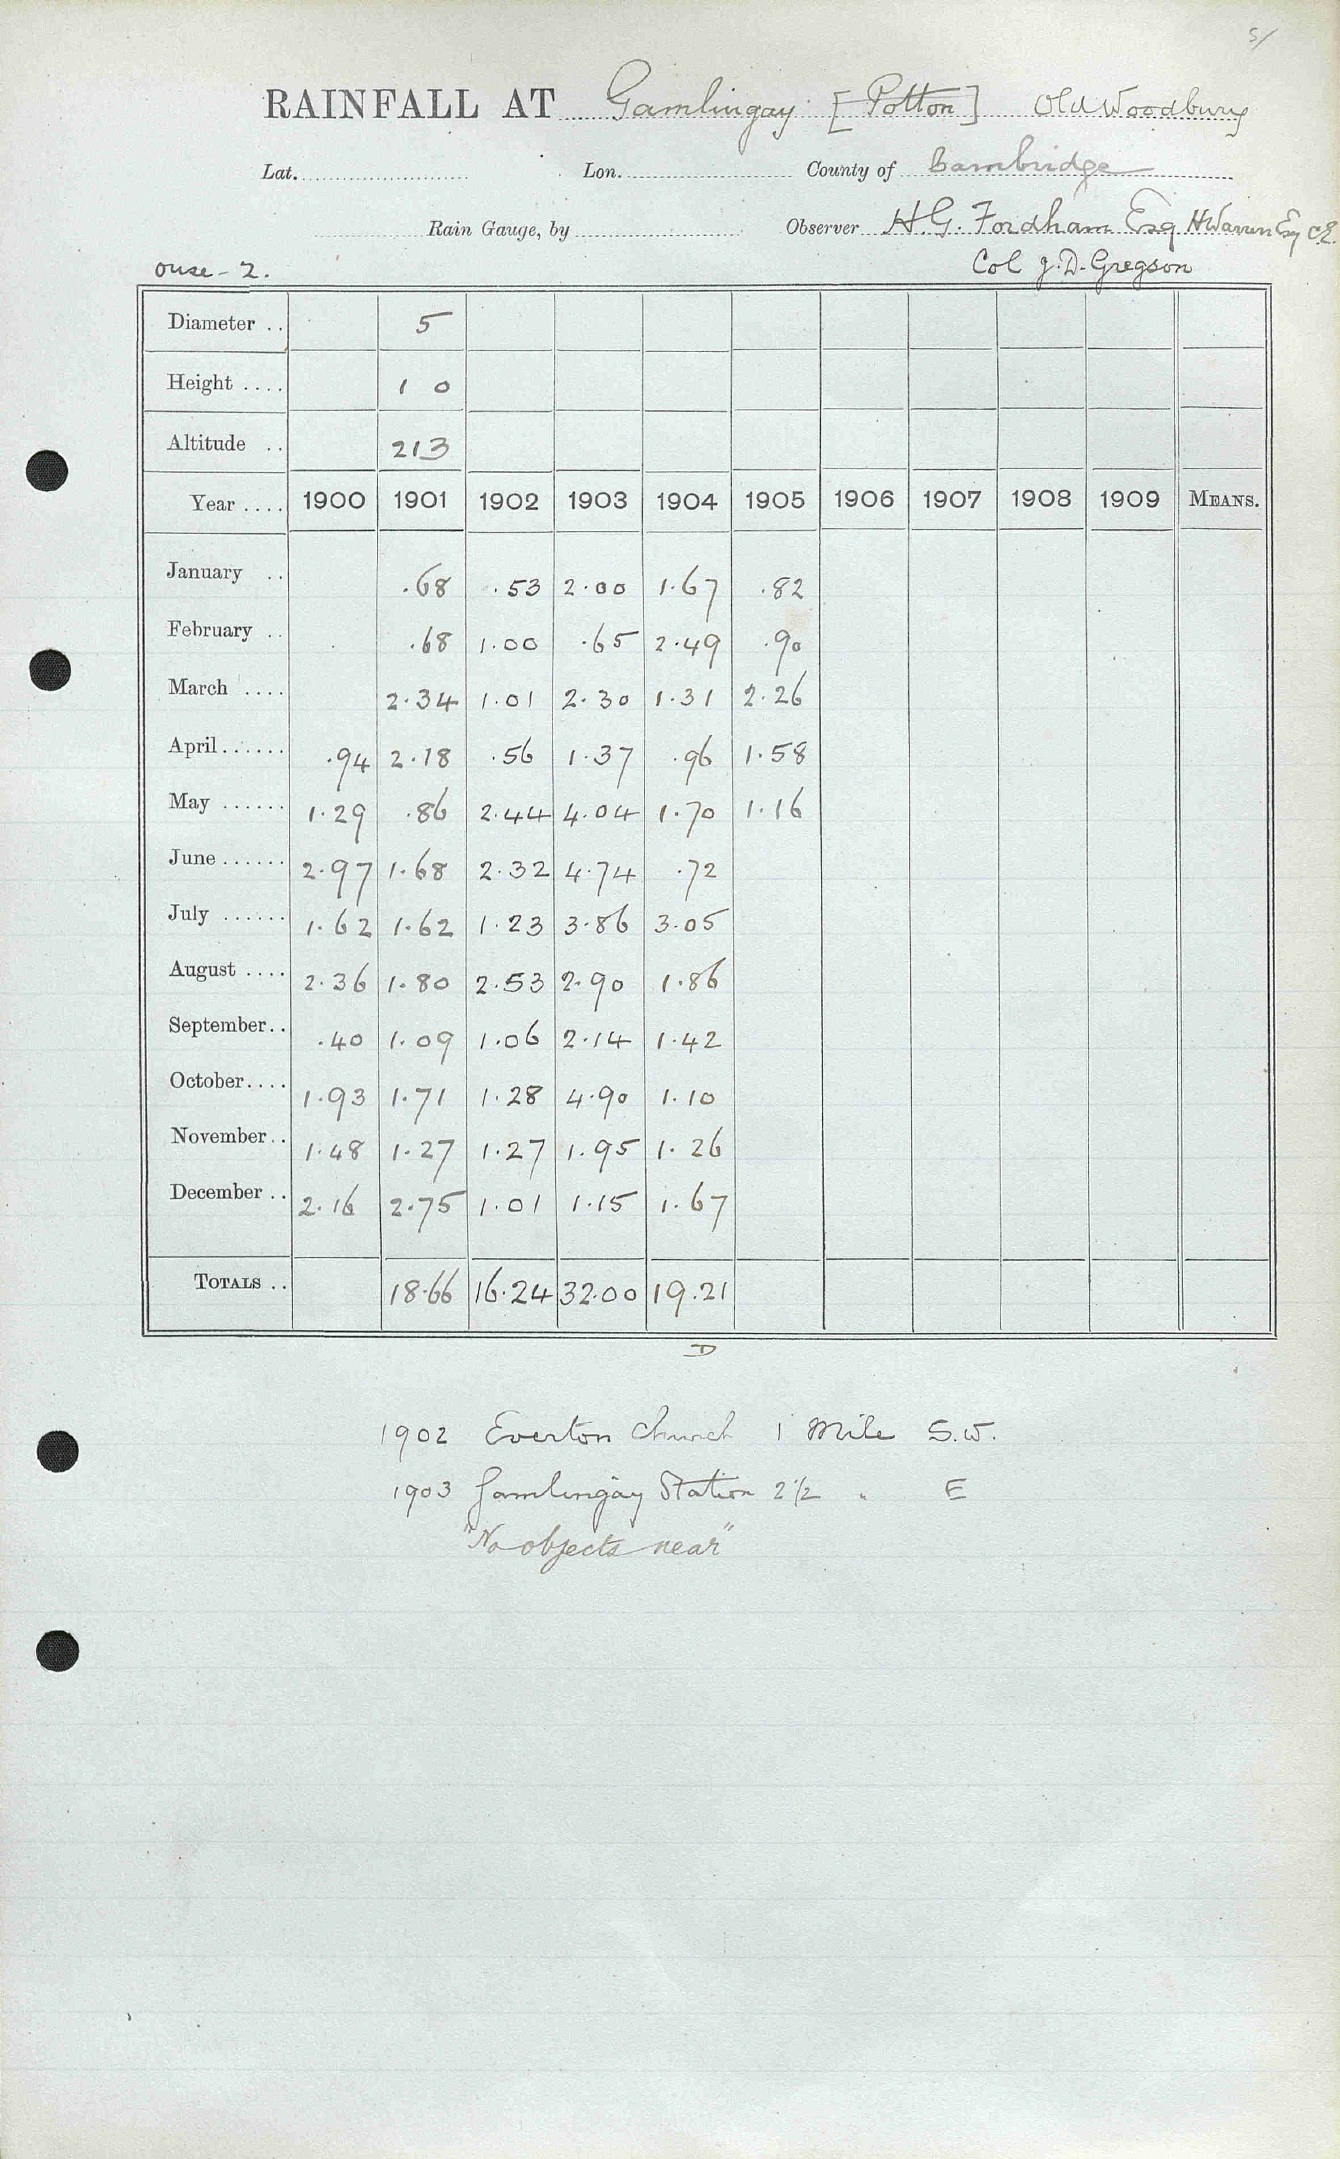 5/
RAINFALL AT Gamlingay [Potton] Old Woodbury
Lat. Lon. County of Cambridge
Rain Gauge, by Observer H.G. Fordham Esq H Warren Esq C.E.
Ouse - 2. Col J.D. Gregson
Diameter .. 5
Height .... 1 0
Altitude .. 213
Year .... 1900 1901 1902 1903 1904 1905 1906 1907 1908 1909 MEANS.
January .. .68 .53 2.00 1.67 .82
February .. .68 1.00 .65 2.49 .90
March .... 2.34 1.01 2.30 1.31 2.26
April...... .94 2.18 .56 1.37 .96 1.58
May ...... 1.29 .86 2.44 4.04 1.70 1.16
June ...... 2.97 1.68 2.32 4.74 .72
July ...... 1.62 1.62 1.23 3.86 3.05
August .... 2.36 1.80 2.53 2.90 1.86
September.. .40 1.09 1.06 2.14 1.42
October.... 1.93 1.71 1.28 4.90 1.10
November.. 1.48 1.27 1.27 1.95 1.26
December .. 2.16 2.75 1.01 1.15 1.67
TOTALS .. 18.66 16.24 32.00 19.21
D
1902 Everton Church 1 Mile S.W.
1903 Gamlingay Station 2 1/2 " E
"No objects near"